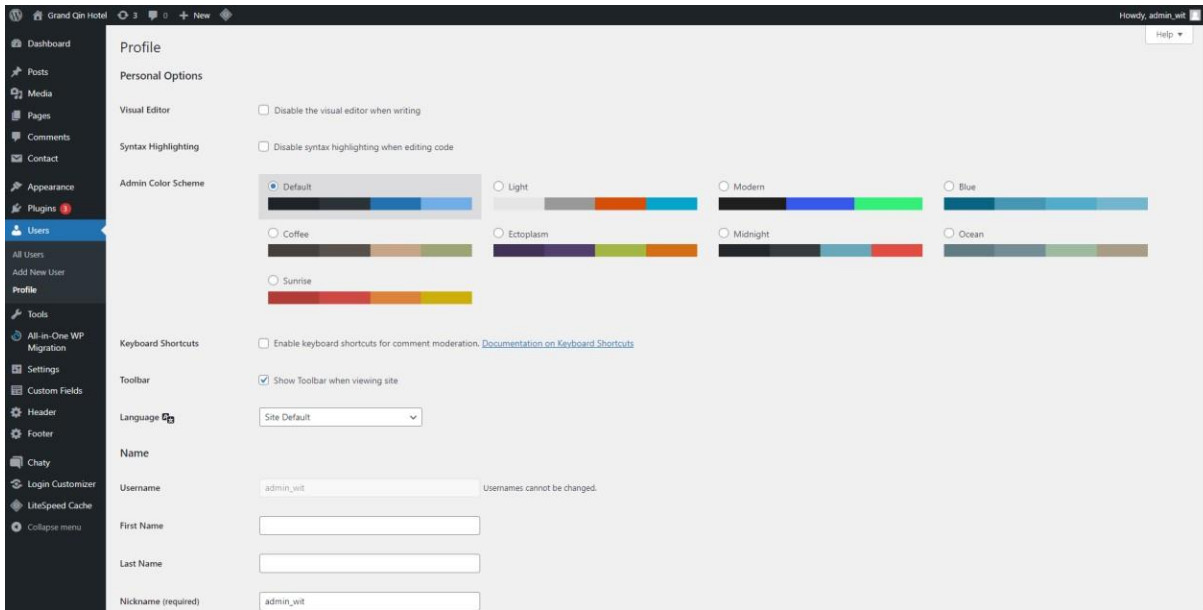 Grand Qin Hotel 3 0 New Howdy, admin_wit
Help
Dashboard
Posts
Media
Pages
Comments
Contact
Appearance
Plugins 3
Users
All Users
Add New User
Profile
Tools
All-in-One WP
Migration
Settings
Custom Fields
Header
Footer
Chaty
Login Customizer
LiteSpeed Cache
Collapse menu
Profile
Personal Options
Visual Editor Disable the visual editor when writing
Syntax Highlighting Disable syntax highlighting when editing code
Admin Color Scheme Default Light Modern Blue
Coffee Ectoplasm Midnight Ocean
Sunrise
Keyboard Shortcuts Enable keyboard shortcuts for comment moderation. Documentation on Keyboard Shortcuts
Toolbar Show Toolbar when viewing site
Language Site Default
Name
Username admin_wit Usernames cannot be changed.
First Name
Last Name
Nickname (required) admin_wit